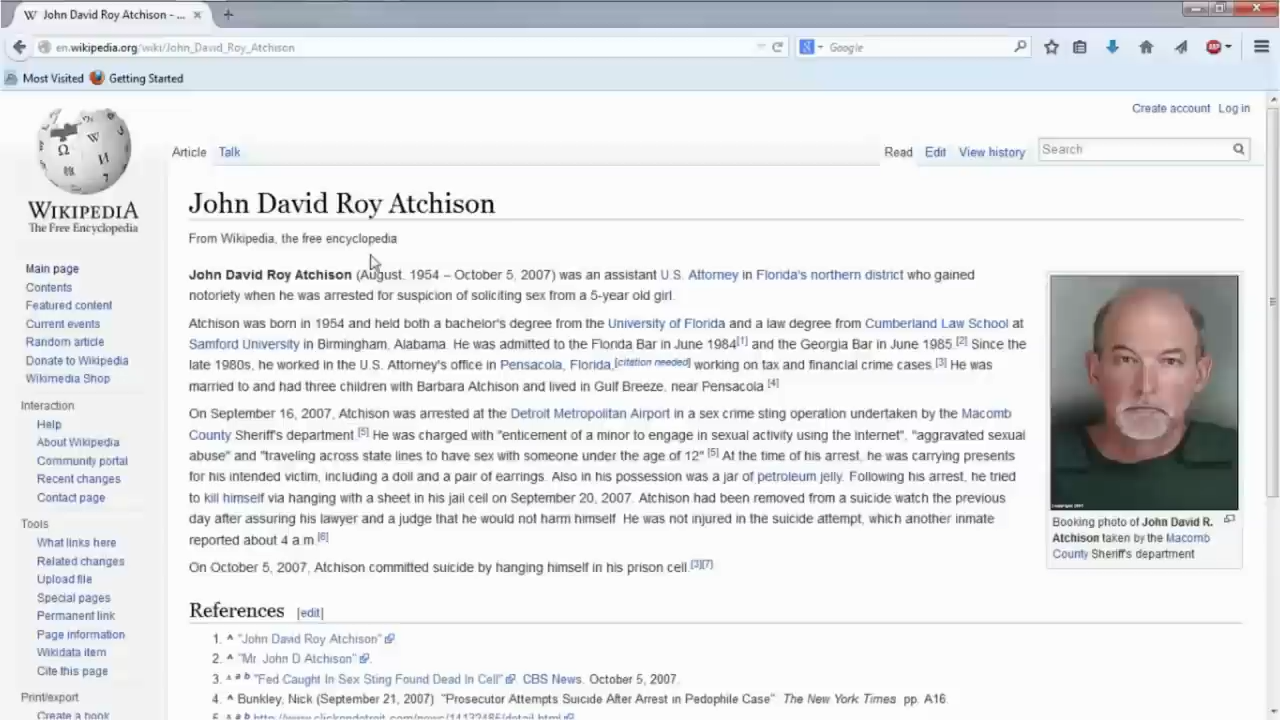 John David Roy Atchison - ...
en.wikipedia.org/wiki/John_David_Roy_Atchison
Google
ABP
Most Visited Getting Started
Create account Log in
Article Talk
Read Edit View history Search
WIKIPEDIA
The Free Encyclopedia
Main page
Contents
Featured content
Current events
Random article
Donate to Wikipedia
Wikimedia Shop
Interaction
Help
About Wikipedia
Community portal
Recent changes
Contact page
Tools
What links here
Related changes
Upload file
Special pages
Permanent link
Page information
Wikidata item
Cite this page
Print/export
Create a book
John David Roy Atchison
From Wikipedia, the free encyclopedia
John David Roy Atchison (August, 1954 – October 5, 2007) was an assistant U.S. Attorney in Florida's northern district who gained
notoriety when he was arrested for suspicion of soliciting sex from a 5-year old girl.
Atchison was born in 1954 and held both a bachelor's degree from the University of Florida and a law degree from Cumberland Law School at
Samford University in Birmingham, Alabama. He was admitted to the Florida Bar in June 1984[1] and the Georgia Bar in June 1985.[2] Since the
late 1980s, he worked in the U.S. Attorney's office in Pensacola, Florida,[citation needed] working on tax and financial crime cases.[3] He was
married to and had three children with Barbara Atchison and lived in Gulf Breeze, near Pensacola.[4]
On September 16, 2007, Atchison was arrested at the Detroit Metropolitan Airport in a sex crime sting operation undertaken by the Macomb
County Sheriff's department.[5] He was charged with "enticement of a minor to engage in sexual activity using the Internet", "aggravated sexual
abuse" and "traveling across state lines to have sex with someone under the age of 12".[5] At the time of his arrest, he was carrying presents
for his intended victim, including a doll and a pair of earrings. Also in his possession was a jar of petroleum jelly. Following his arrest, he tried
to kill himself via hanging with a sheet in his jail cell on September 20, 2007. Atchison had been removed from a suicide watch the previous
day after assuring his lawyer and a judge that he would not harm himself. He was not injured in the suicide attempt, which another inmate
reported about 4 a.m.[6]
On October 5, 2007, Atchison committed suicide by hanging himself in his prison cell.[3][7]
Booking photo of John David R.
Atchison taken by the Macomb
County Sheriff's department
References [edit]
1. ^ "John David Roy Atchison"
2. ^ "Mr. John D Atchison".
3. ^ a b "Fed Caught In Sex Sting Found Dead In Cell". CBS News. October 5, 2007.
4. ^ Bunkley, Nick (September 21, 2007). "Prosecutor Attempts Suicide After Arrest in Pedophile Case". The New York Times. pp. A16.